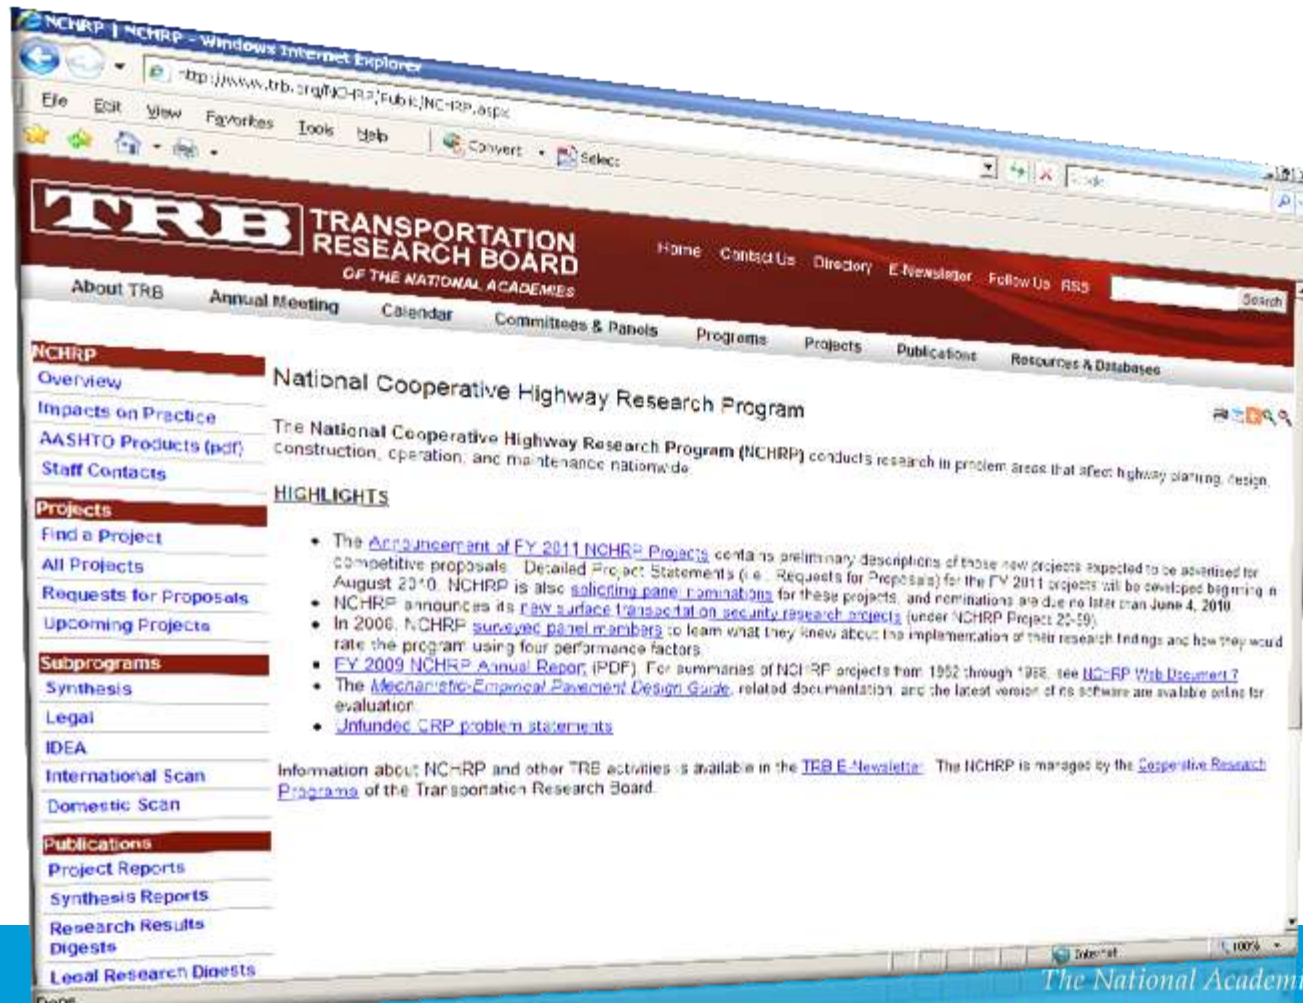 NCHRP | NCHRP - Windows Internet Explorer
http://www.trb.org/NCHRP/Public/NCHRP.aspx
File Edit View Favorites Tools Help Convert Select
TRB TRANSPORTATION
RESEARCH BOARD
OF THE NATIONAL ACADEMIES
Home Contact Us Directory E-Newsletter Follow Us RSS Search
About TRB Annual Meeting Calendar Committees & Panels Programs Projects Publications Resources & Databases
NCHRP
Overview
Impacts on Practice
AASHTO Products (pdf)
Staff Contacts
Projects
Find a Project
All Projects
Requests for Proposals
Upcoming Projects
Subprograms
Synthesis
Legal
IDEA
International Scan
Domestic Scan
Publications
Project Reports
Synthesis Reports
Research Results
Digests
Legal Research Digests
National Cooperative Highway Research Program
The National Cooperative Highway Research Program (NCHRP) conducts research in problem areas that affect highway planning, design,
construction, operation, and maintenance nationwide.
HIGHLIGHTS
• The Announcement of FY 2011 NCHRP Projects contains preliminary descriptions of those new projects expected to be advertised for
competitive proposals. Detailed Project Statements (i.e., Requests for Proposals) for the FY 2011 projects will be developed beginning in
August 2010. NCHRP is also soliciting panel nominations for these projects, and nominations are due no later than June 4, 2010.
• NCHRP announces its new surface transportation security research projects (under NCHRP Project 20-59)
• In 2006, NCHRP surveyed panel members to learn what they knew about the implementation of their research findings and how they would
rate the program using four performance factors.
• FY 2009 NCHRP Annual Report (PDF). For summaries of NCHRP projects from 1962 through 1988, see NCHRP Web Document 7
• The Mechanistic-Empirical Pavement Design Guide, related documentation, and the latest version of its software are available online for
evaluation.
• Unfunded CRP problem statements
Information about NCHRP and other TRB activities is available in the TRB E-Newsletter. The NCHRP is managed by the Cooperative Research
Programs of the Transportation Research Board.
Done
Internet
100%
The National Academi